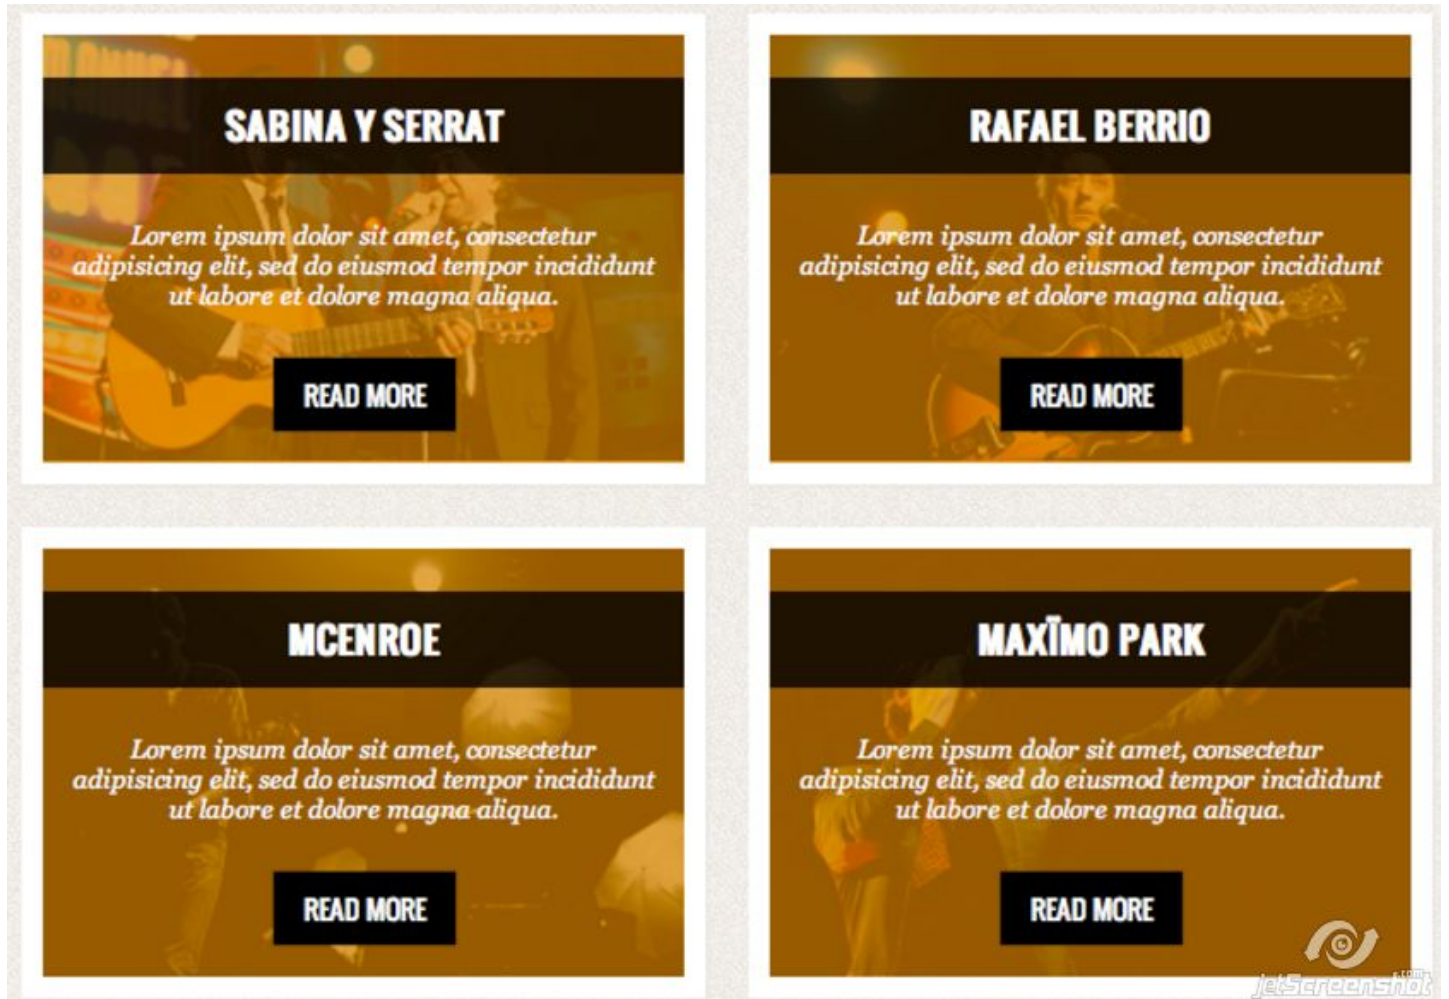 SABINA Y SERRAT
Lorem ipsum dolor sit amet, consectetur
adipisicing elit, sed do eiusmod tempor incididunt
ut labore et dolore magna aliqua.
READ MORE
RAFAEL BERRIO
Lorem ipsum dolor sit amet, consectetur
adipisicing elit, sed do eiusmod tempor incididunt
ut labore et dolore magna aliqua.
READ MORE
MCENROE
Lorem ipsum dolor sit amet, consectetur
adipisicing elit, sed do eiusmod tempor incididunt
ut labore et dolore magna aliqua.
READ MORE
MAXÏMO PARK
Lorem ipsum dolor sit amet, consectetur
adipisicing elit, sed do eiusmod tempor incididunt
ut labore et dolore magna aliqua.
READ MORE
jetScreenshot.com